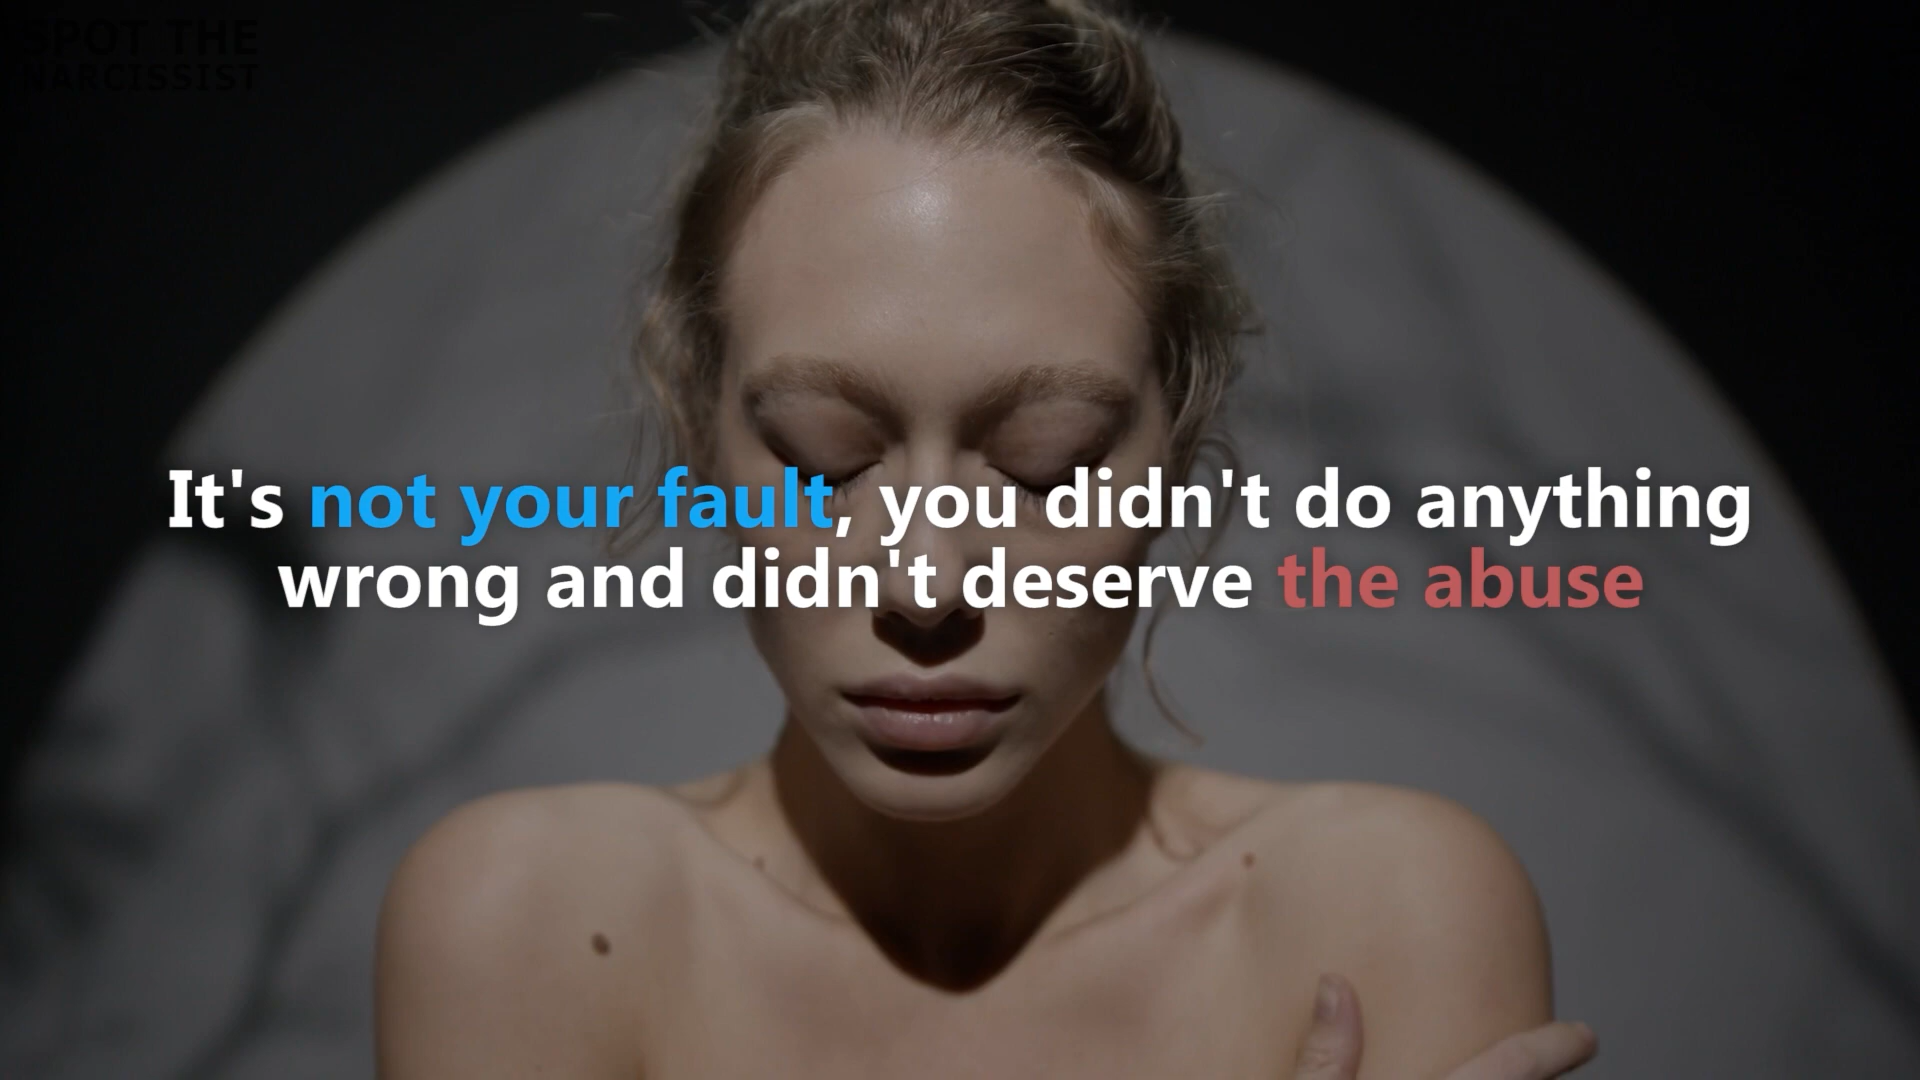 SPOT THE
NARCISSIST
It's not your fault, you didn't do anything
wrong and didn't deserve the abuse